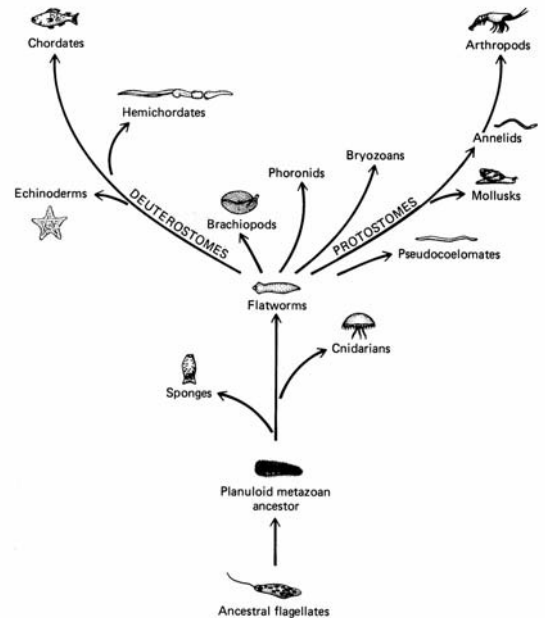 Chordates
Arthropods
Hemichordates
Annelids
Bryozoans
Phoronids
Echinoderms
DEUTEROSTOMES
Brachiopods
PROTOSTOMES
Mollusks
Pseudocoelomates
Flatworms
Cnidarians
Sponges
Planuloid metazoan
ancestor
Ancestral flagellates